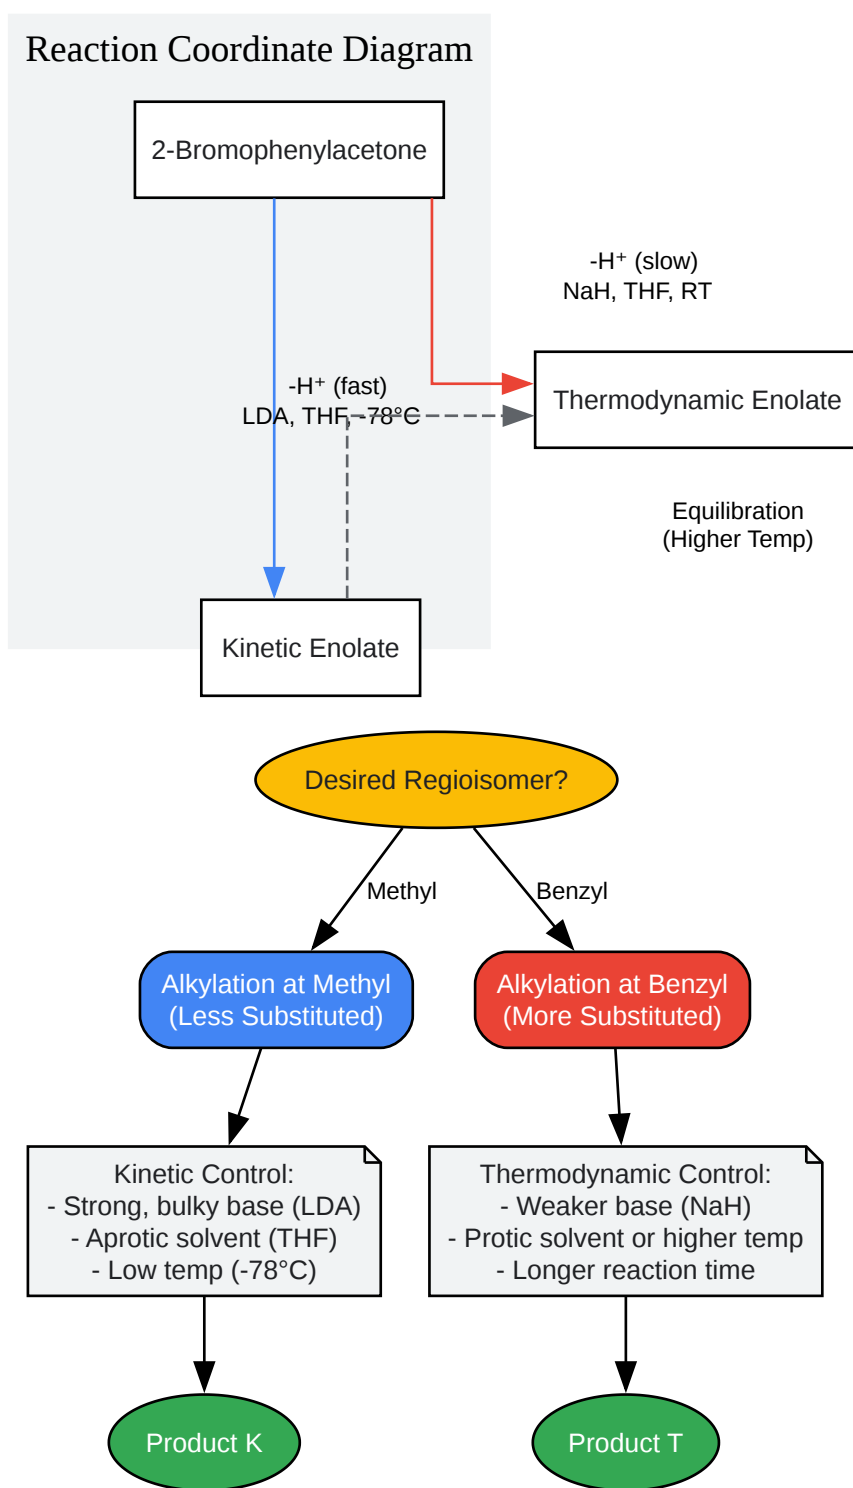 Reaction Coordinate Diagram
2-Bromophenylacetone
-H⁺ (slow)
NaH, THF, RT
-H⁺ (fast)
LDA, THF, -78°C
Thermodynamic Enolate
Equilibration
(Higher Temp)
Kinetic Enolate
Desired Regioisomer?
Methyl
Benzyl
Alkylation at Methyl
(Less Substituted)
Alkylation at Benzyl
(More Substituted)
Kinetic Control:
- Strong, bulky base (LDA)
- Aprotic solvent (THF)
- Low temp (-78°C)
Thermodynamic Control:
- Weaker base (NaH)
- Protic solvent or higher temp
- Longer reaction time
Product K
Product T